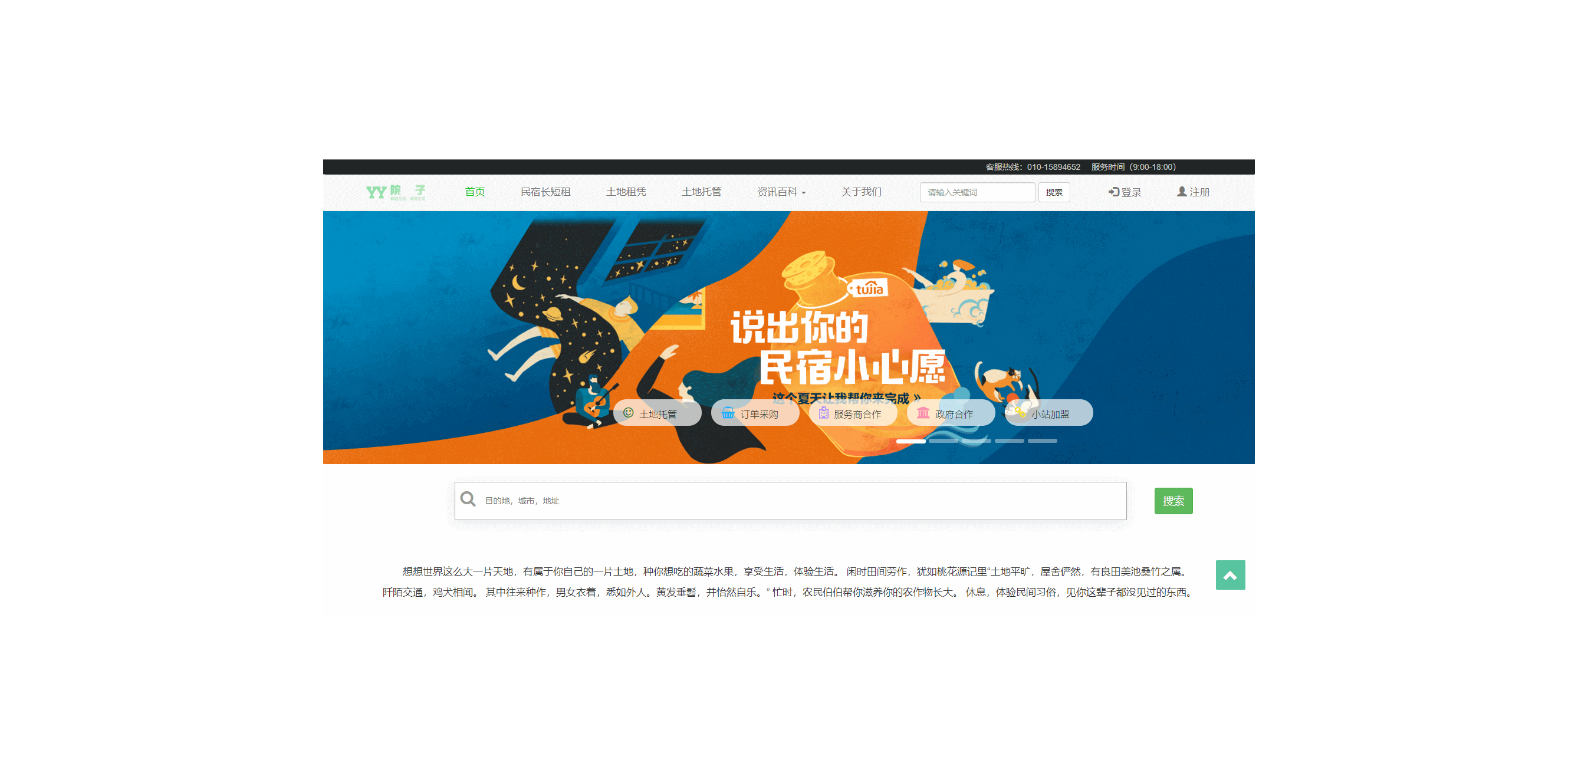 客服热线：010-15894652 服务时间（9:00-18:00）
YY 院 子
首页 民宿长短租 土地租凭 土地托管 资讯百科 关于我们 请输入关键词 搜索 登录 注册
tujia
说出你的
民宿小心愿
这个夏天让我帮你来完成 »
土地托管 订单采购 服务商合作 政府合作 小站加盟
目的地，城市，地址 搜索
想想世界这么大一片天地，有属于你自己的一片土地，种你想吃的蔬菜水果，享受生活，体验生活。 闲时田间劳作，犹如桃花源记里“土地平旷，屋舍俨然，有良田美池桑竹之属。
阡陌交通，鸡犬相闻。 其中往来种作，男女衣着，悉如外人。黄发垂髫，并怡然自乐。” 忙时，农民伯伯帮你滋养你的农作物长大。 休息，体验民间习俗，见你这辈子都没见过的东西。